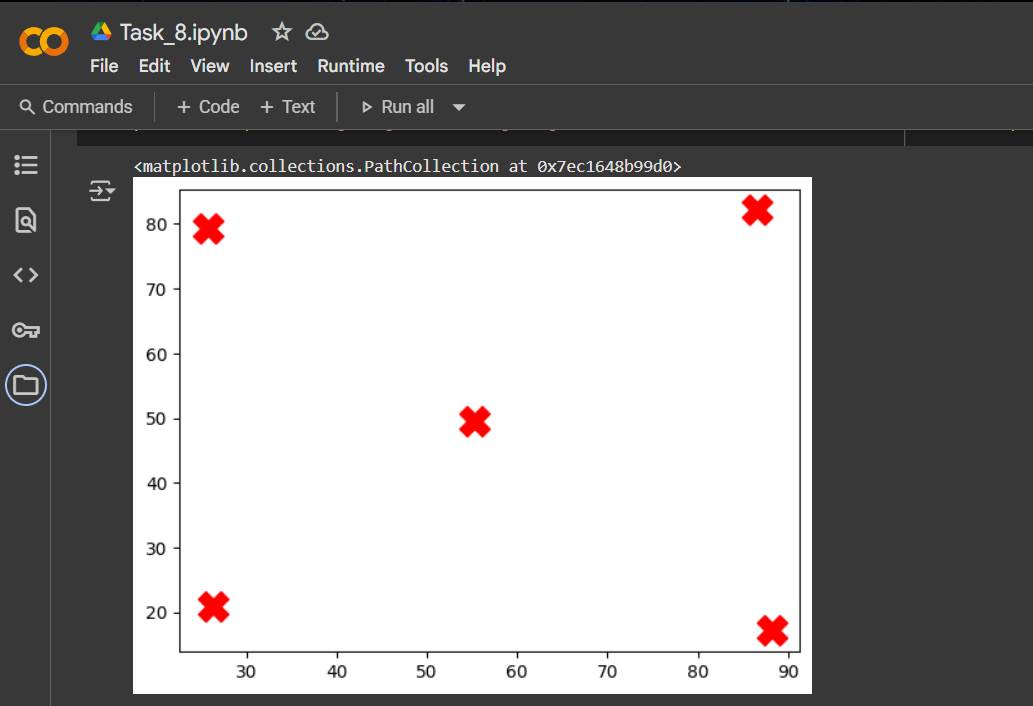 Task_8.ipynb
File Edit View Insert Runtime Tools Help
Commands + Code + Text Run all
<matplotlib.collections.PathCollection at 0x7ec1648b99d0>
80
70
60
50
40
30
20
30 40 50 60 70 80 90